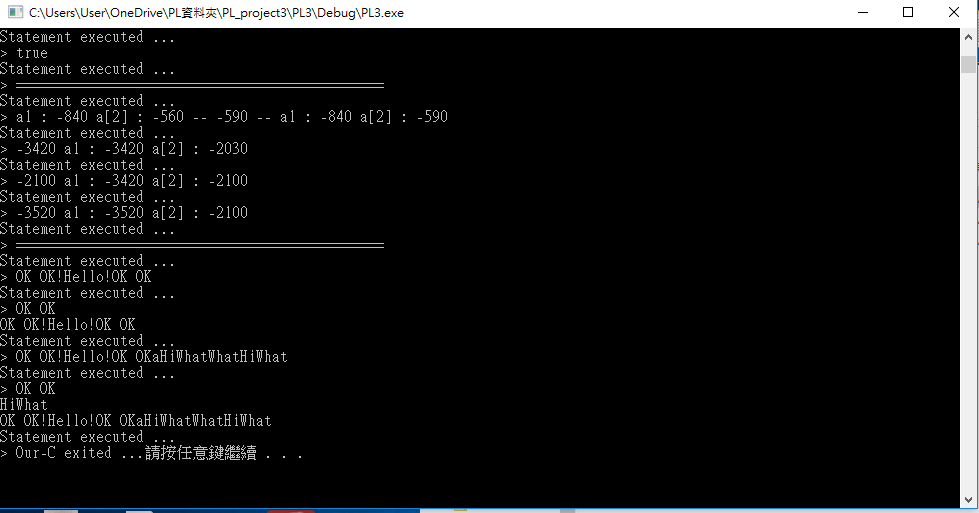 C:\Users\User\OneDrive\PL資料夾\PL_project3\PL3\Debug\PL3.exe
Statement executed ...
> true
Statement executed ...
> ==============================================
Statement executed ...
> a1 : -840 a[2] : -560 -- -590 -- a1 : -840 a[2] : -590
Statement executed ...
> -3420 a1 : -3420 a[2] : -2030
Statement executed ...
> -2100 a1 : -3420 a[2] : -2100
Statement executed ...
> -3520 a1 : -3520 a[2] : -2100
Statement executed ...
> ==============================================
Statement executed ...
> OK OK!Hello!OK OK
Statement executed ...
> OK OK
OK OK!Hello!OK OK
Statement executed ...
> OK OK!Hello!OK OKaHiWhatWhatHiWhat
Statement executed ...
> OK OK
HiWhat
OK OK!Hello!OK OKaHiWhatWhatHiWhat
Statement executed ...
> Our-C exited ...請按任意鍵繼續 . . .